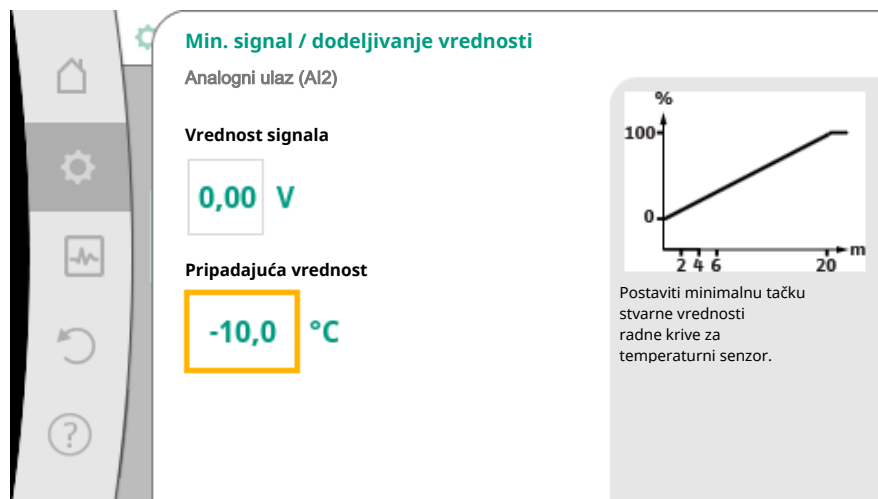 Min. signal / dodeljivanje vrednosti
Analogni ulaz (AI2)
Vrednost signala
0,00 V
Pripadajuća vrednost
-10,0 °C
%
100
0
2 4 6 20 m
Postaviti minimalnu tačku
stvarne vrednosti
radne krive za
temperaturni senzor.
?